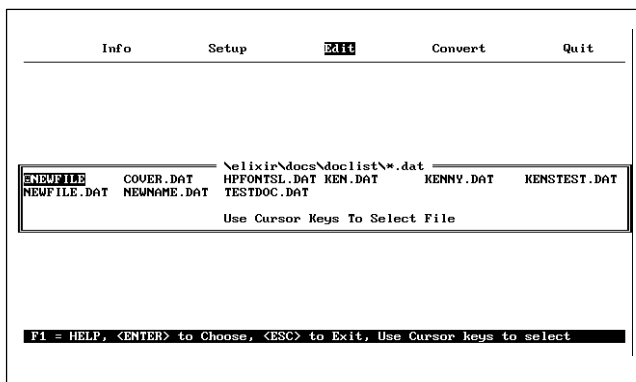 Info Setup Edit Convert Quit
\elixir\docs\doclist\*.dat
NEWFILE COVER.DAT HPFONTSL.DAT KEN.DAT KENNY.DAT KENSTEST.DAT
NEWFILE.DAT NEWNAME.DAT TESTDOC.DAT
Use Cursor Keys To Select File
F1 = HELP, <ENTER> to Choose, <ESC> to Exit, Use Cursor keys to select